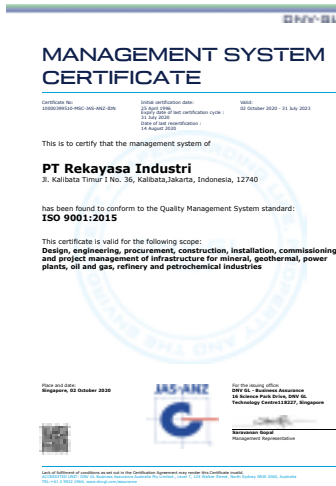 DNV·GL
MANAGEMENT SYSTEM
CERTIFICATE
Certificate No:
Initial certification date:
Valid:
25 April 1996
02 October 2020 - 31 July 2023
Expiry date of last certification cycle :
31 July 2020
Date of last recertification :
14 August 2020
This is to certify that the management system of
PT Rekayasa Industri
Jl. Kalibata Timur I No. 36, Kalibata,Jakarta, Indonesia, 12740
has been found to conform to the Quality Management System standard:
ISO 9001:2015
This certificate is valid for the following scope:
Design, engineering, procurement, construction, installation, commissioning
and project management of infrastructure for mineral, geothermal, power
plants, oil and gas, refinery and petrochemical industries
Place and date:
Singapore, 02 October 2020
JAS-ANZ
For the issuing office:
DNV GL - Business Assurance
16 Science Park Drive, DNV GL
Technology Centre118227, Singapore
Saravanan Gopal
Management Representative
Lack of fulfilment of conditions as set out in the Certification Agreement may render this Certificate invalid.